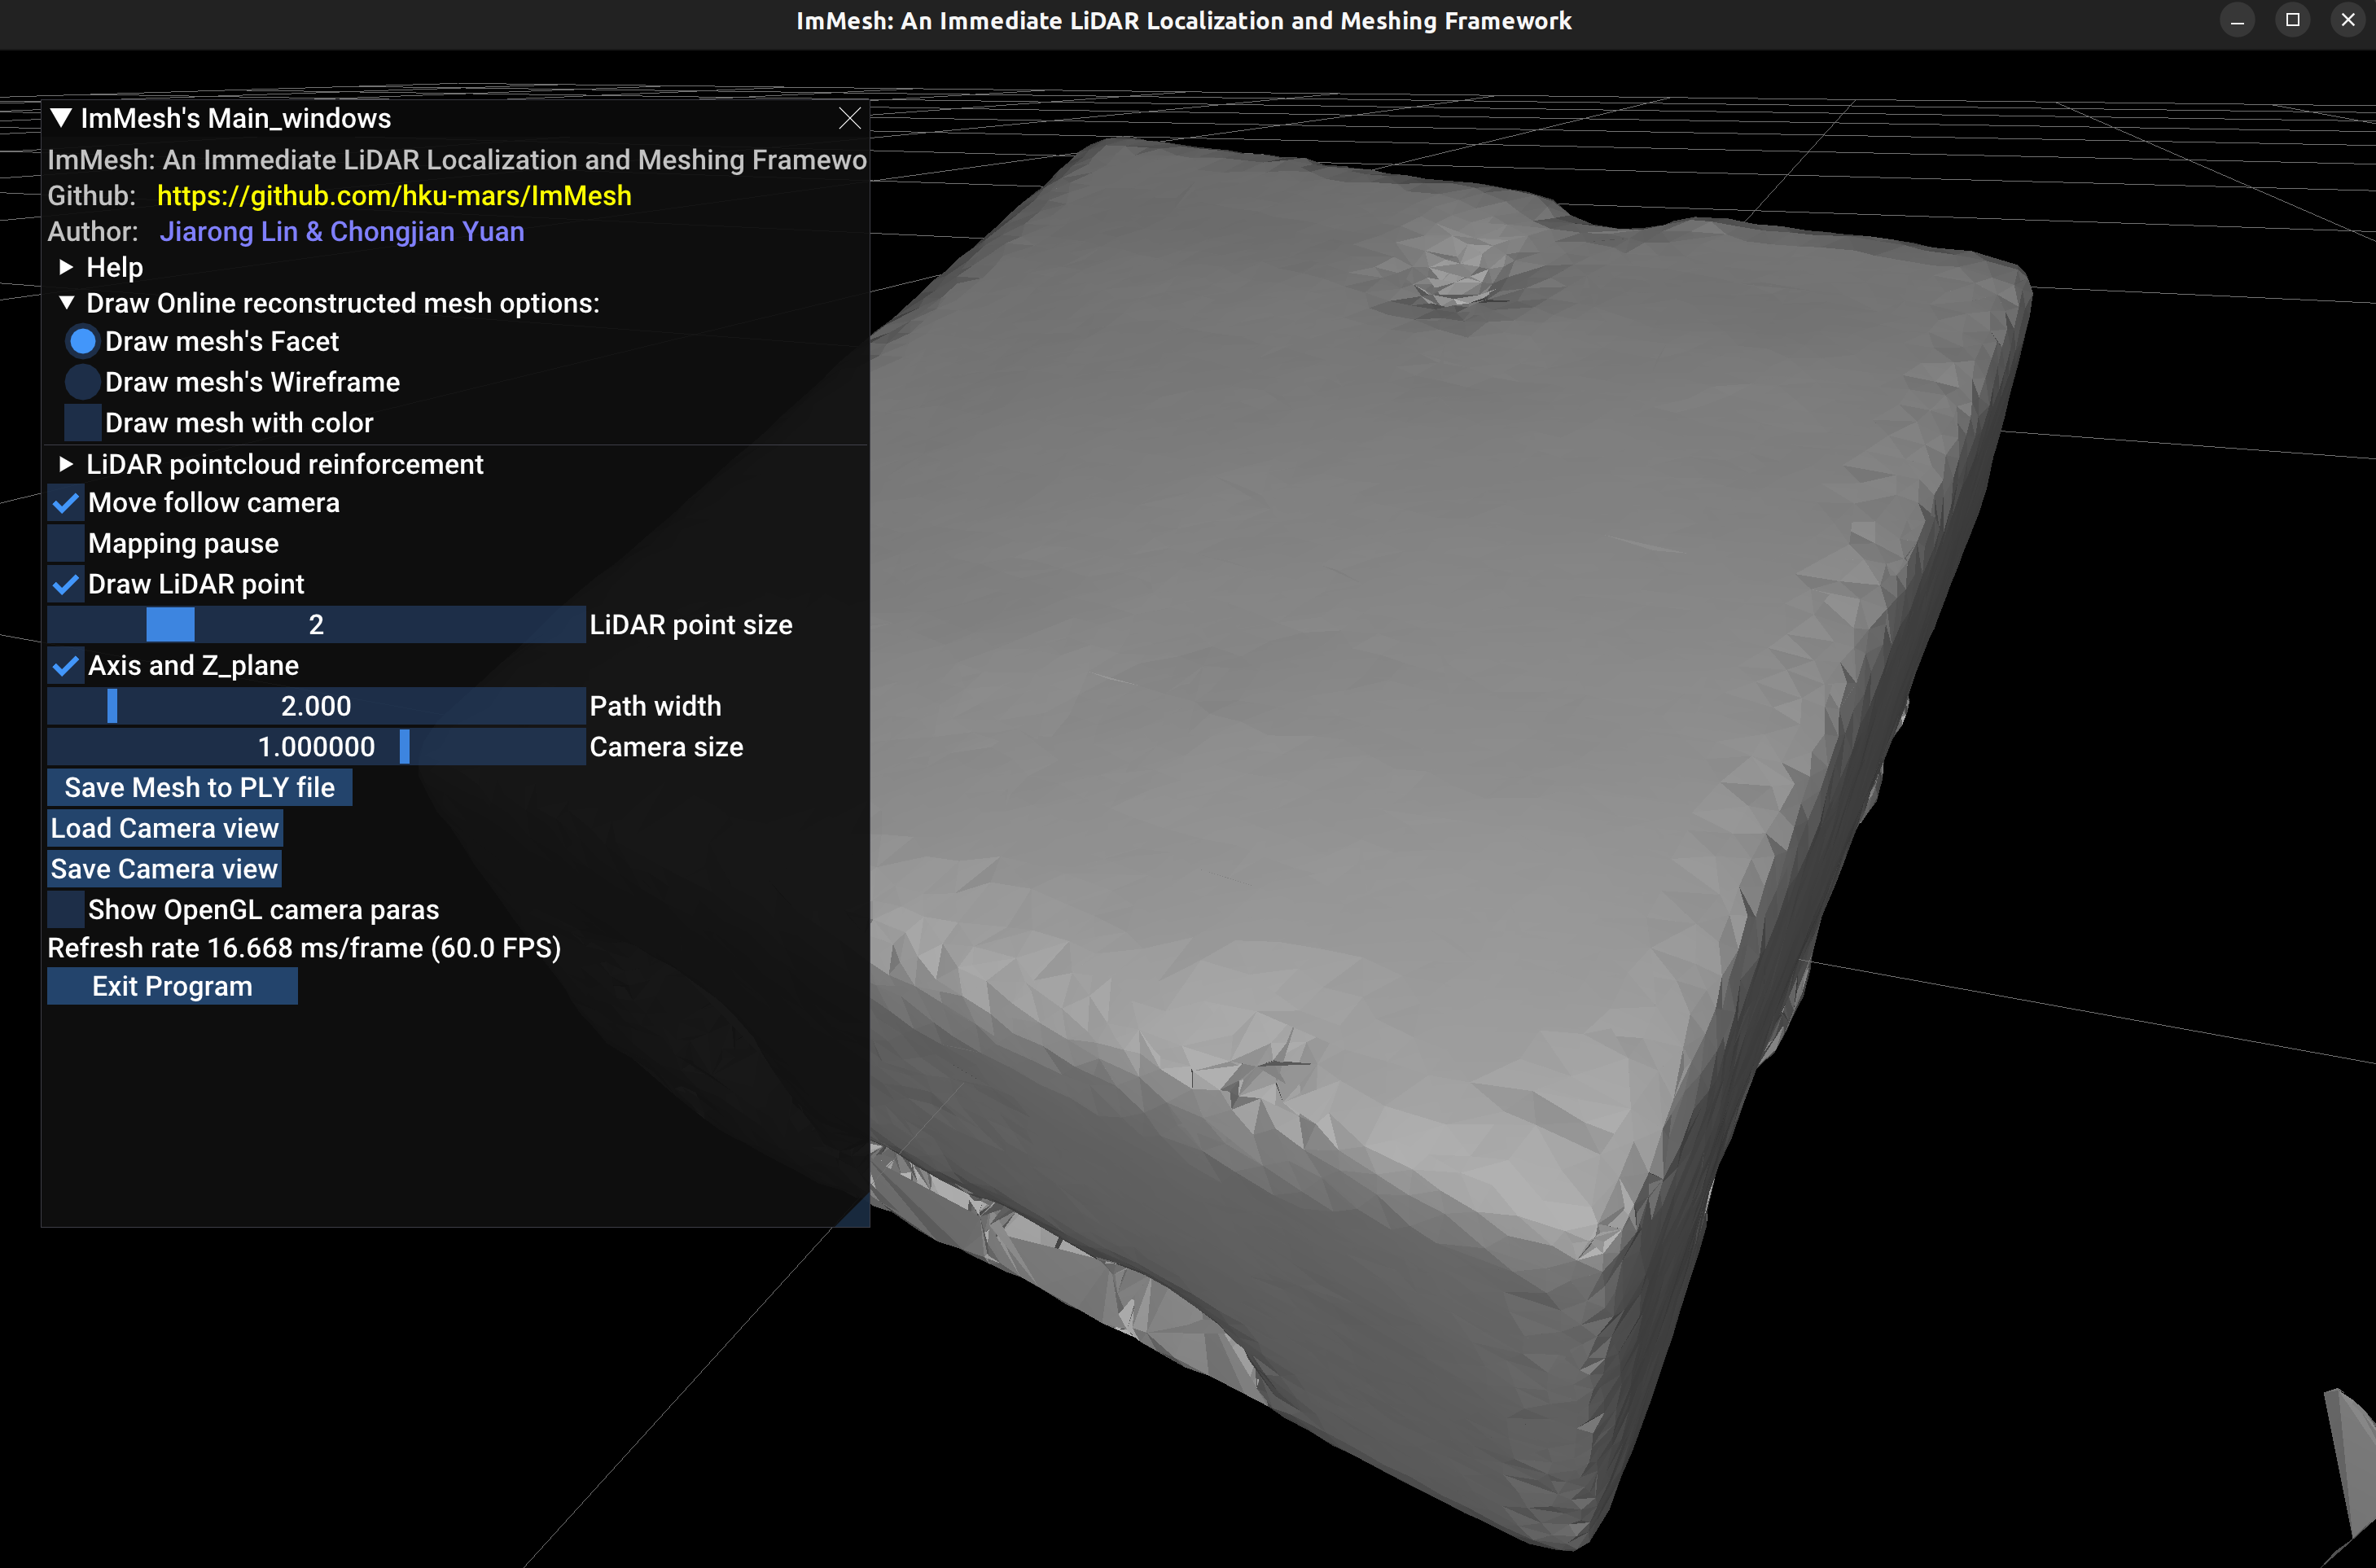 ImMesh: An Immediate LiDAR Localization and Meshing Framework
ImMesh's Main_windows
ImMesh: An Immediate LiDAR Localization and Meshing Framewo
Github: https://github.com/hku-mars/ImMesh
Author: Jiarong Lin & Chongjian Yuan
Help
Draw Online reconstructed mesh options:
Draw mesh's Facet
Draw mesh's Wireframe
Draw mesh with color
LiDAR pointcloud reinforcement
Move follow camera
Mapping pause
Draw LiDAR point
2 LiDAR point size
Axis and Z_plane
2.000 Path width
1.000000 Camera size
Save Mesh to PLY file
Load Camera view
Save Camera view
Show OpenGL camera paras
Refresh rate 16.668 ms/frame (60.0 FPS)
Exit Program